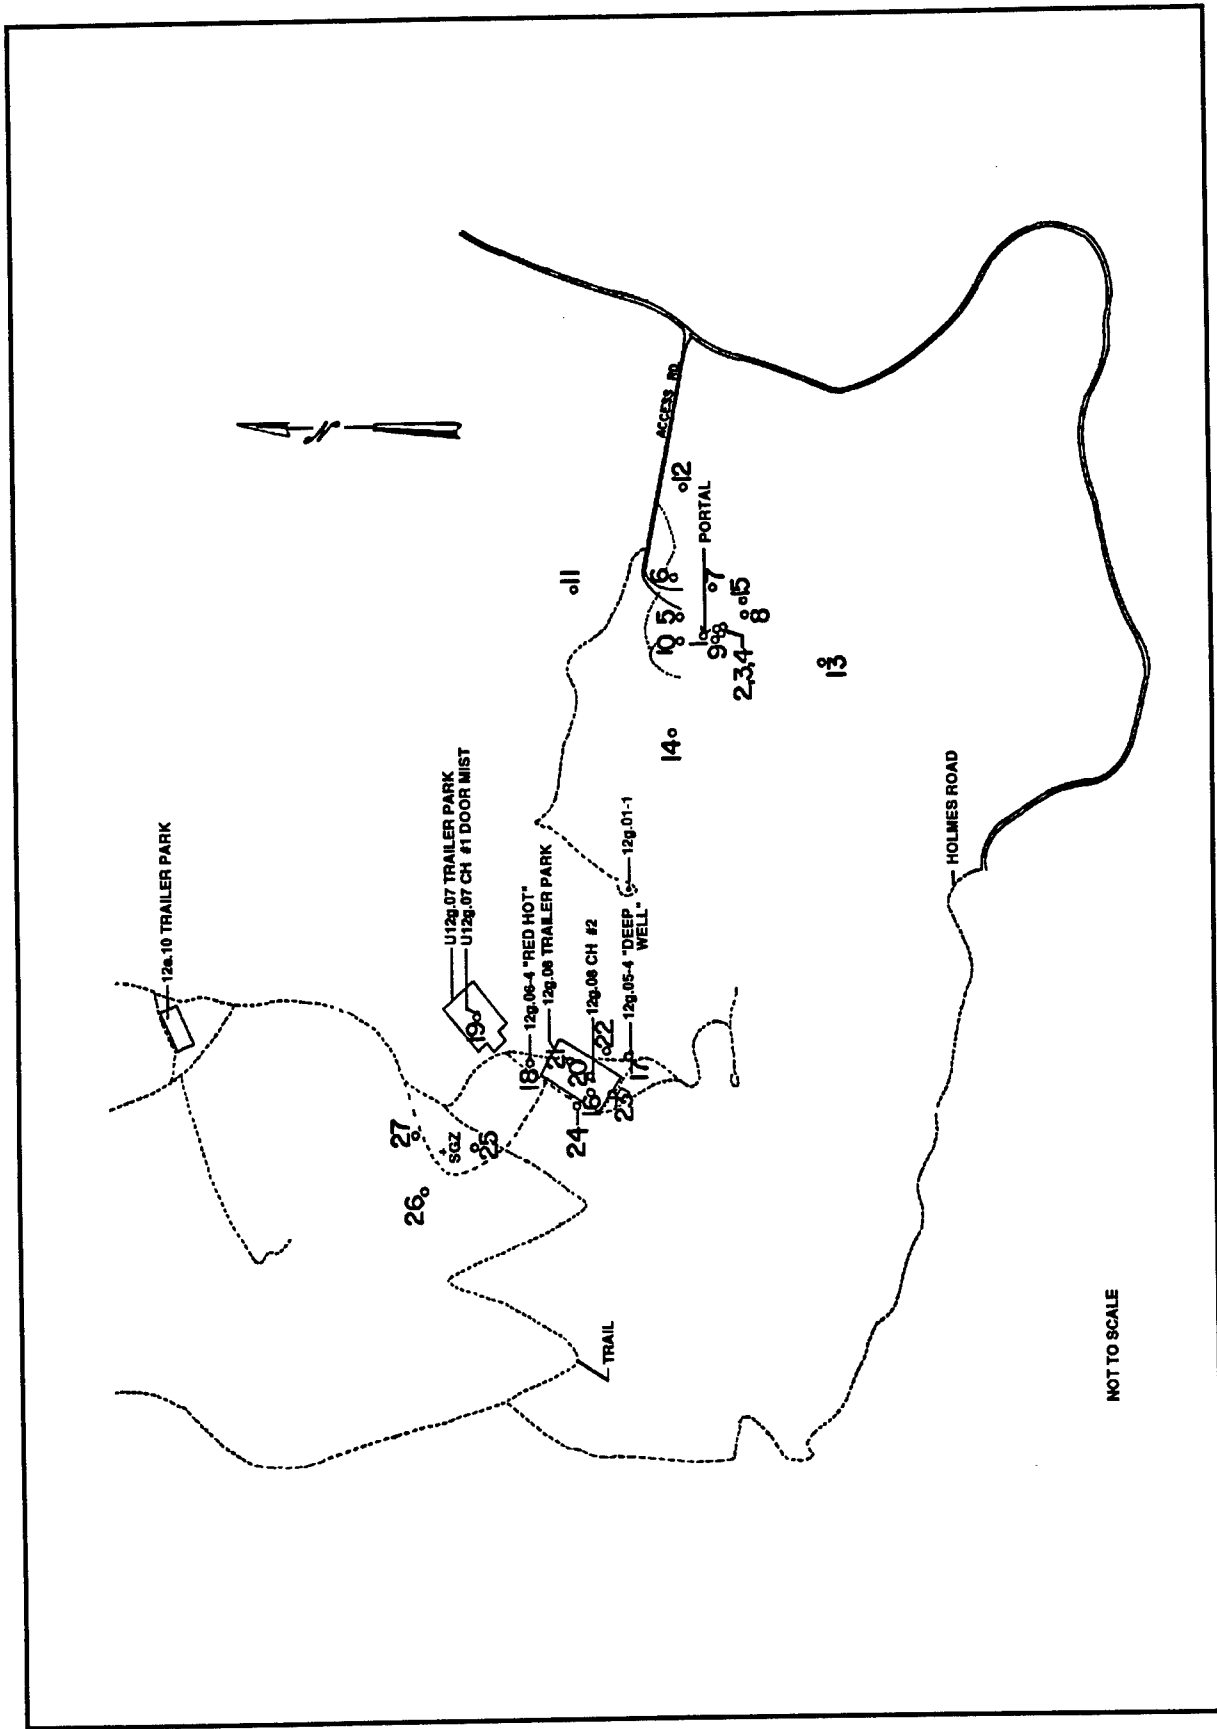 12e.10 TRAILER PARK
N
U12g.07 TRAILER PARK
U12g.07 CH #1 DOOR MIST
27
SGZ
25
26
19
18
12g.06-4 "RED HOT"
12g.08 TRAILER PARK
21
20
12g.08 CH #2
16
24
22
12g.05-4 "DEEP
WELL"
17
23
12g.01-1
11
ACCESS RD
12
6
5
10
PORTAL
1
7
9
15
2,3,4
8
14
13
TRAIL
HOLMES ROAD
NOT TO SCALE